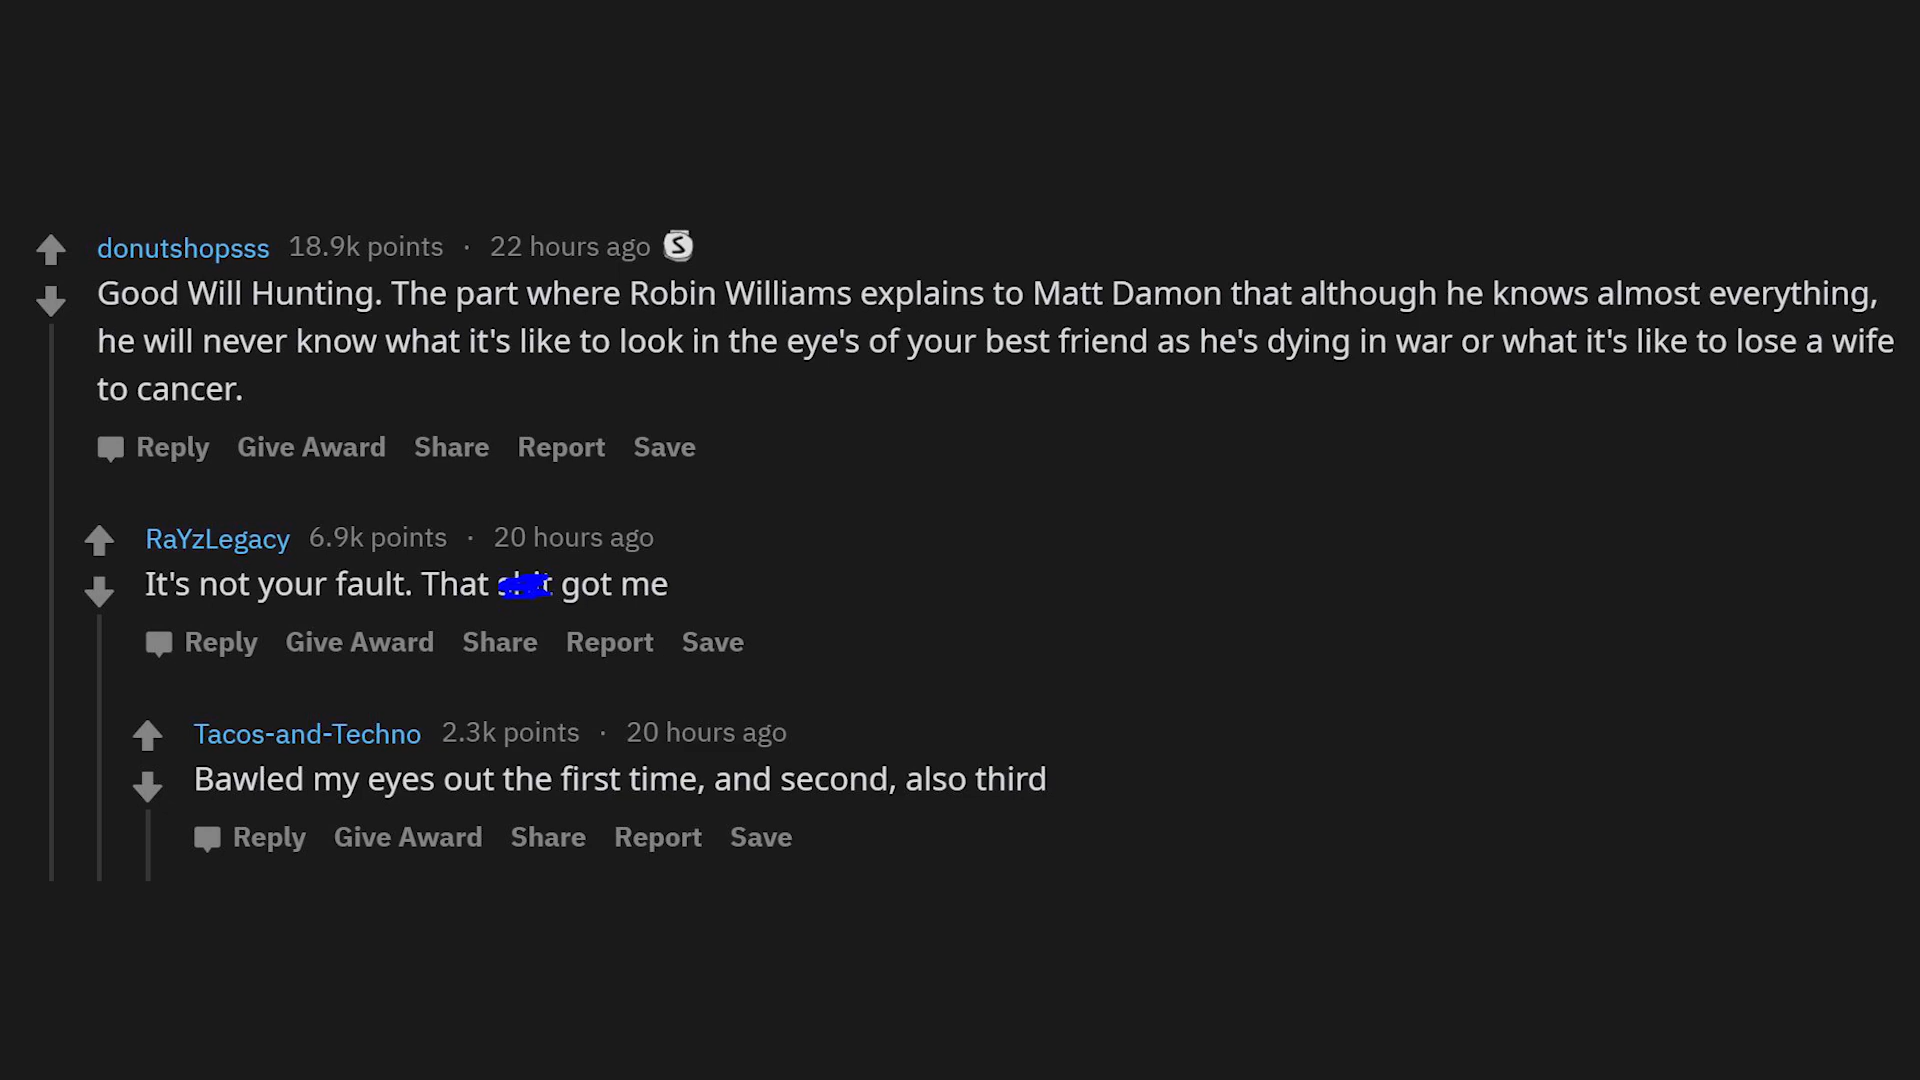 donutshopsss 18.9k points · 22 hours ago S
Good Will Hunting. The part where Robin Williams explains to Matt Damon that although he knows almost everything,
he will never know what it's like to look in the eye's of your best friend as he's dying in war or what it's like to lose a wife
to cancer.
Reply Give Award Share Report Save
RaYzLegacy 6.9k points · 20 hours ago
It's not your fault. That got me
Reply Give Award Share Report Save
Tacos-and-Techno 2.3k points · 20 hours ago
Bawled my eyes out the first time, and second, also third
Reply Give Award Share Report Save